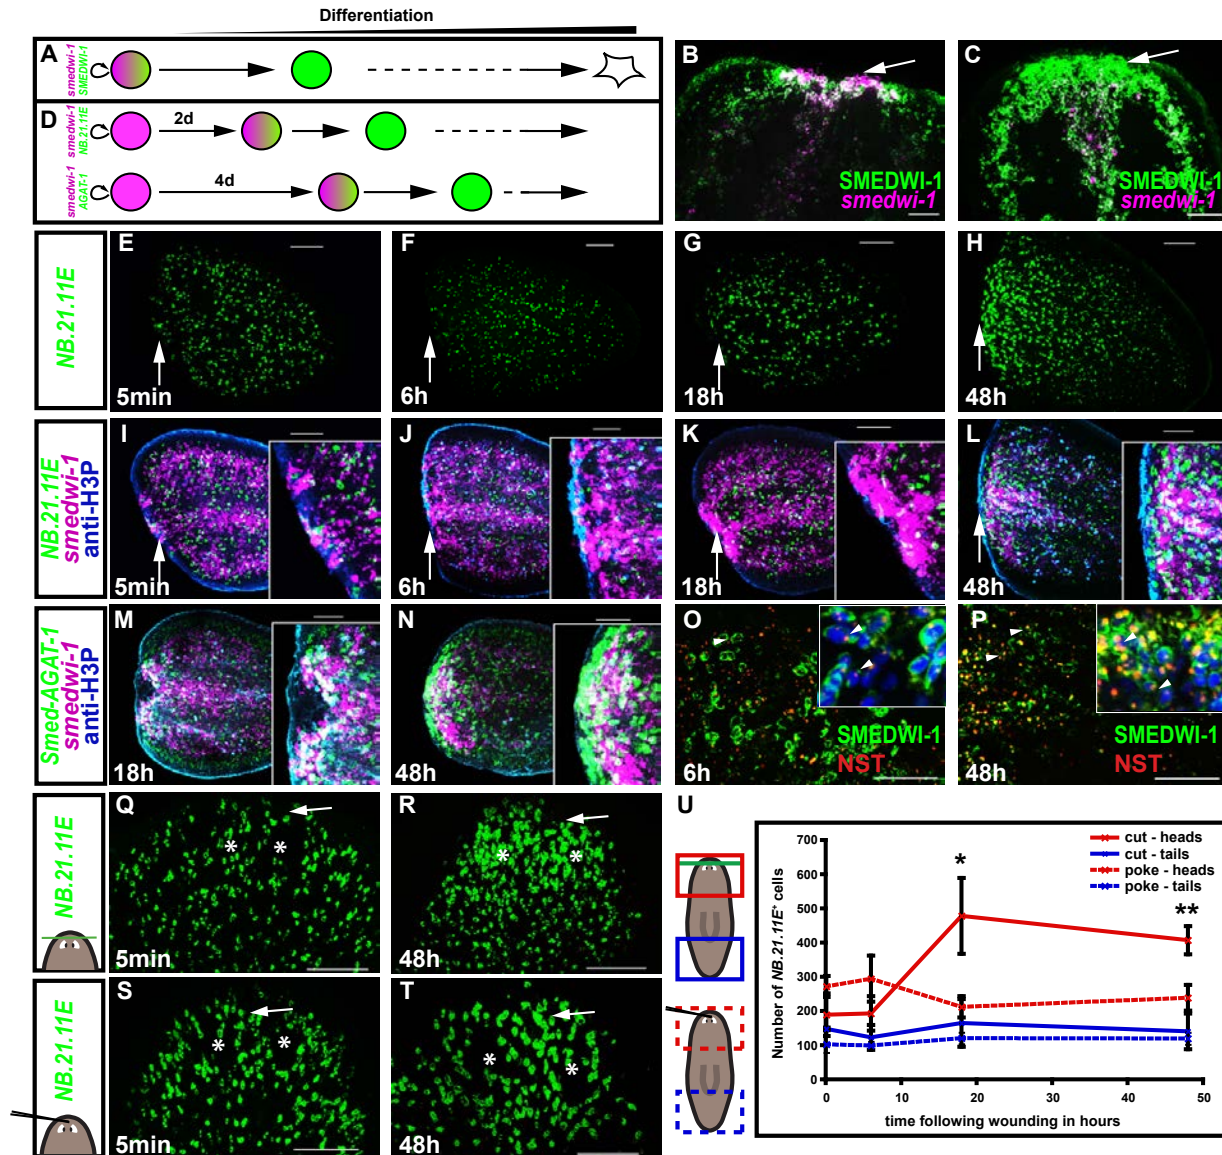 Differentiation
A
smedwi-1
SMEDWI-1
B
SMEDWI-1
smedwi-1
C
SMEDWI-1
smedwi-1
D
smedwi-1
NB.21.11E
2d
smedwi-1
AGAT-1
4d
NB.21.11E
E
5min
F
6h
G
18h
H
48h
NB.21.11E
smedwi-1
anti-H3P
I
5min
J
6h
K
18h
L
48h
Smed-AGAT-1
smedwi-1
anti-H3P
M
18h
N
48h
O
SMEDWI-1
NST
6h
P
SMEDWI-1
NST
48h
NB.21.11E
Q
* *
5min
R
* *
48h
NB.21.11E
S
* *
5min
T
* *
48h
U
cut - heads
cut - tails
poke - heads
poke - tails
*
**
Number of NB.21.11E+ cells
700
600
500
400
300
200
100
0
0 10 20 30 40 50
time following wounding in hours